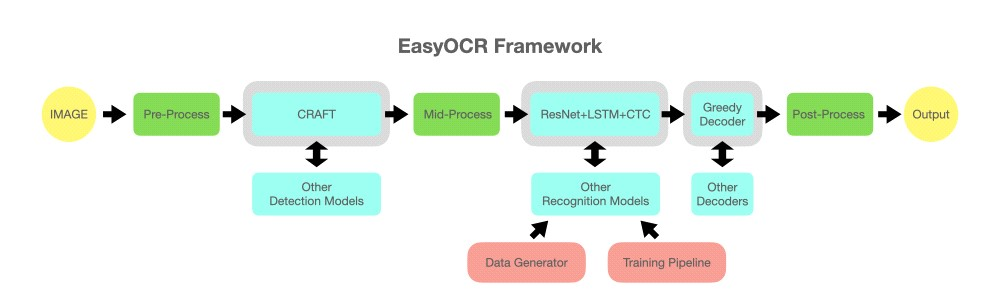 EasyOCR Framework
IMAGE
Pre-Process
CRAFT
Mid-Process
ResNet+LSTM+CTC
Greedy
Decoder
Post-Process
Output
Other
Detection Models
Other
Recognition Models
Other
Decoders
Data Generator
Training Pipeline